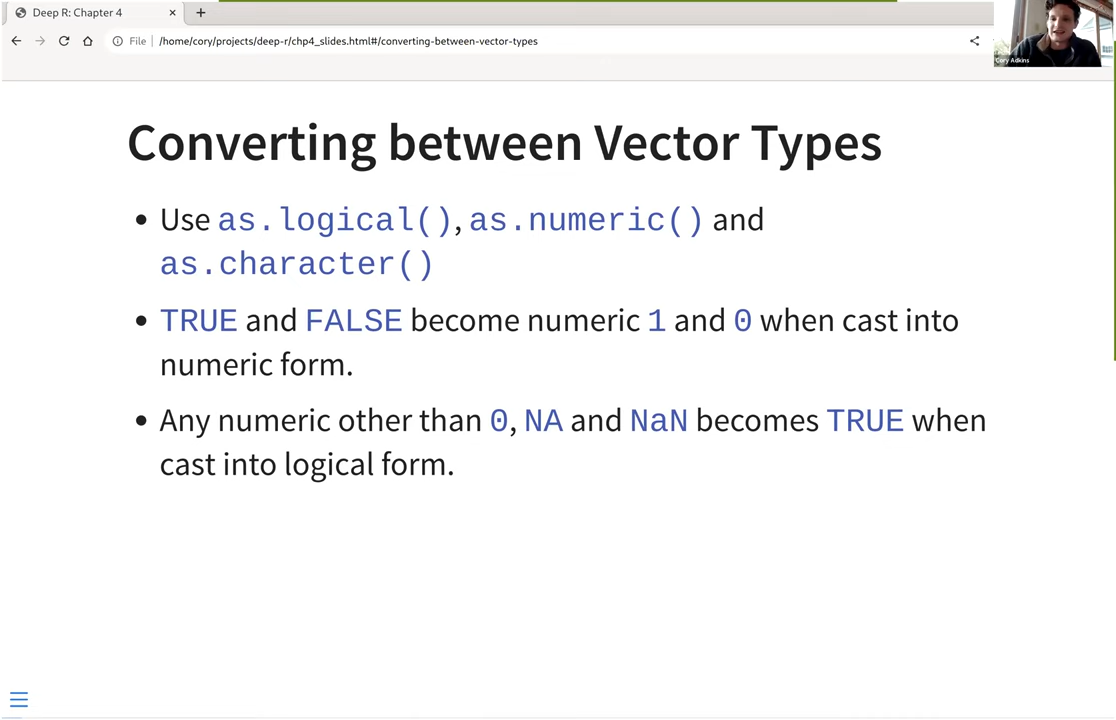 Deep R: Chapter 4
File
/home/cory/projects/deep-r/chp4_slides.html#/converting-between-vector-types
Cory Adkins
Converting between Vector Types
• Use as.logical(), as.numeric() and
as.character()
• TRUE and FALSE become numeric 1 and 0 when cast into
numeric form.
• Any numeric other than 0, NA and NaN becomes TRUE when
cast into logical form.